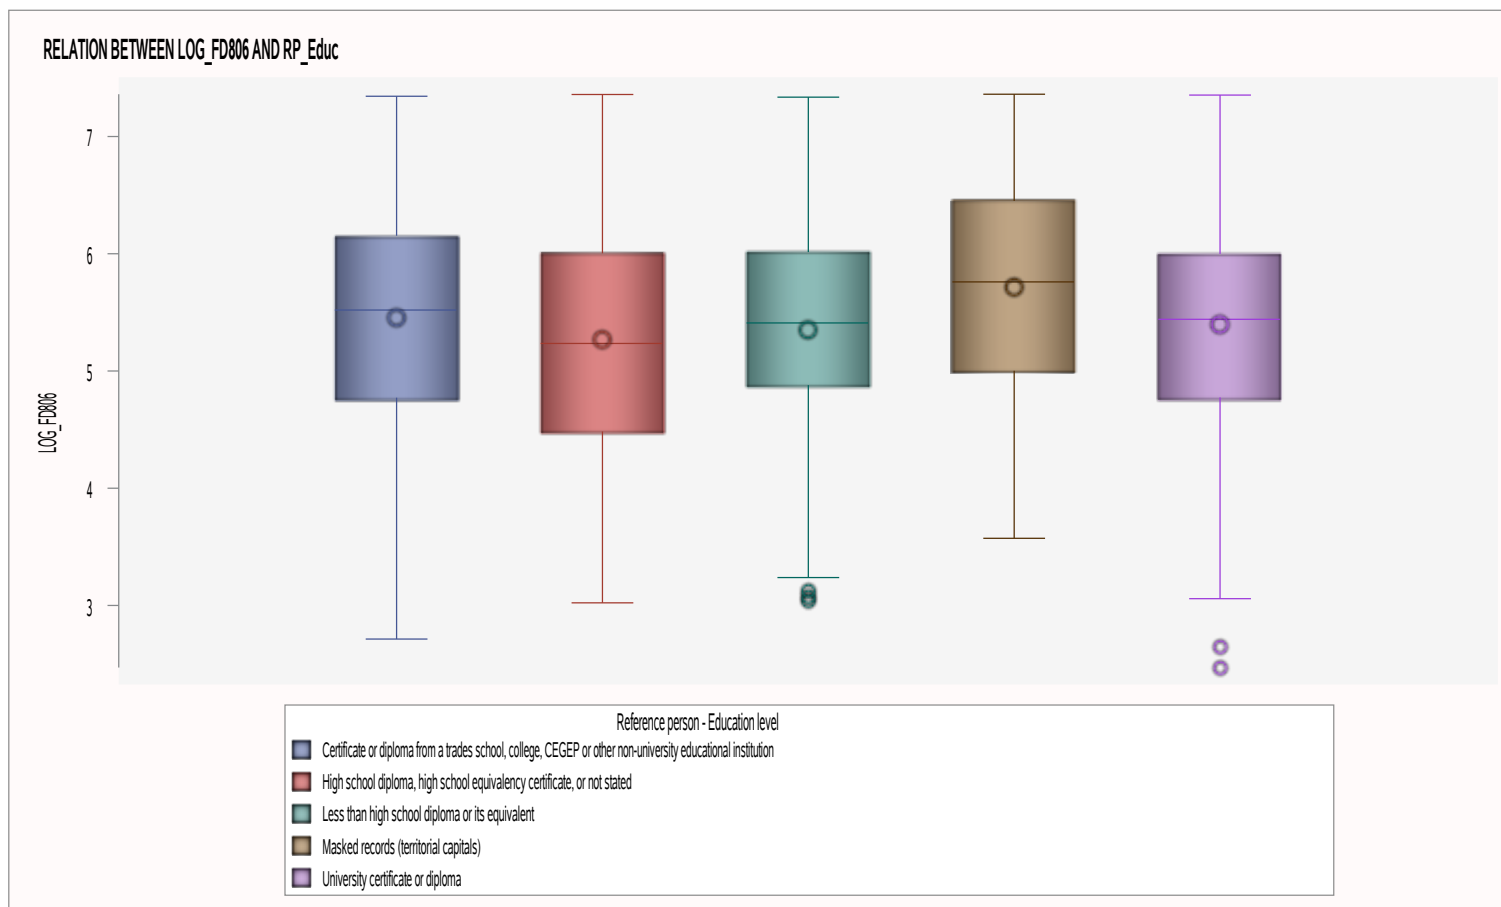 RELATION BETWEEN LOG_FD806 AND RP_Educ
7
6
5
4
3
LOG_FD806
Reference person - Education level
Certificate or diploma from a trades school, college, CEGEP or other non-university educational institution
High school diploma, high school equivalency certificate, or not stated
Less than high school diploma or its equivalent
Masked records (territorial capitals)
University certificate or diploma